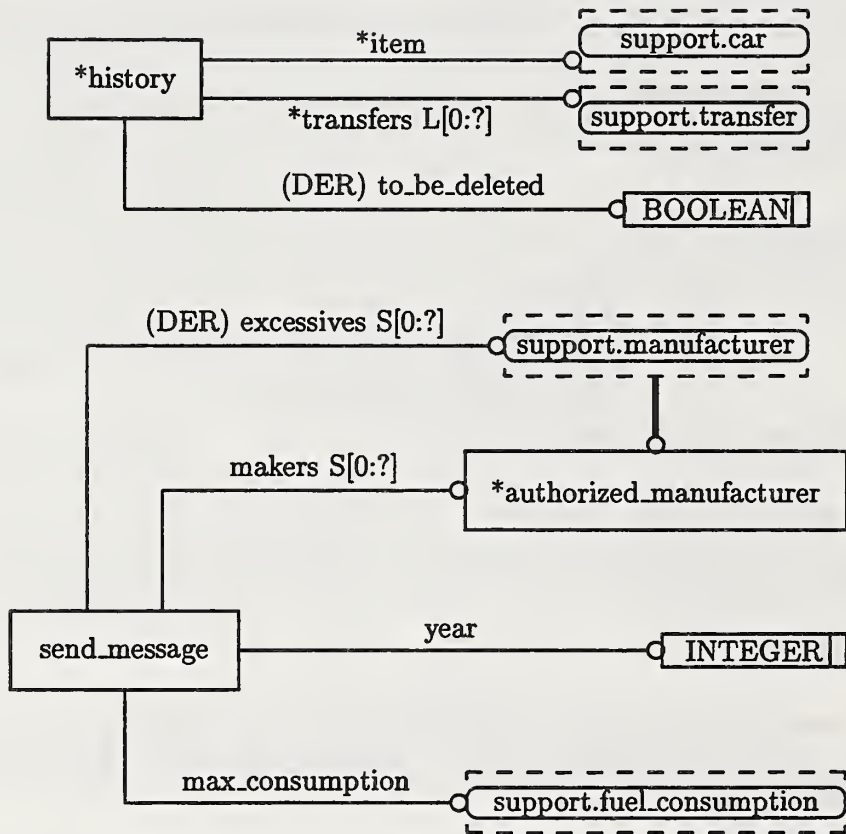 *item
support.car
*history
*transfers L[0:?]
support.transfer
(DER) to_be_deleted
BOOLEAN
(DER) excessives S[0:?]
support.manufacturer
makers S[0:?]
*authorized_manufacturer
send_message
year
INTEGER
max_consumption
support.fuel_consumption